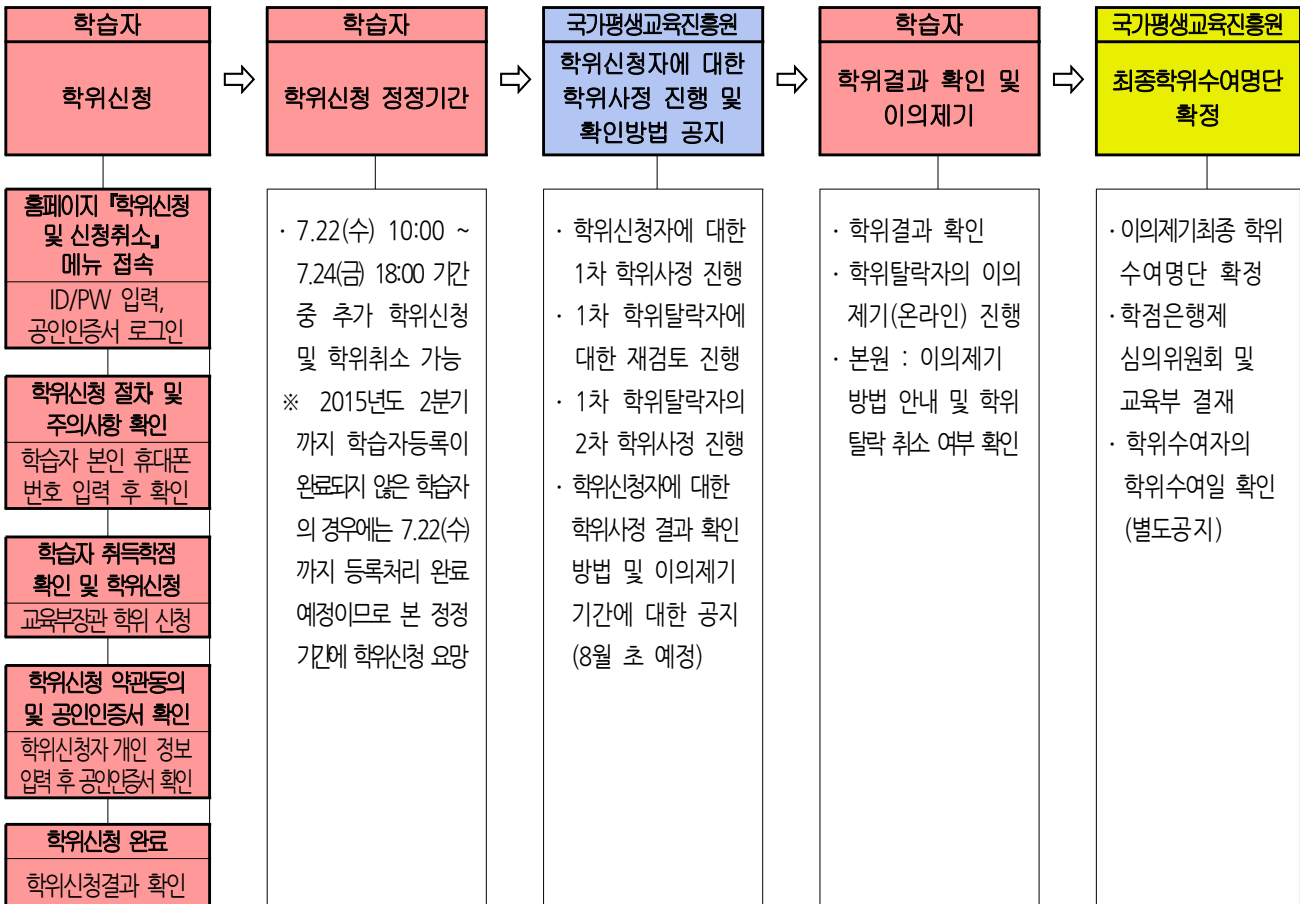 학습자
학위신청
홈페이지『학위신청
및 신청취소』
메뉴 접속
ID/PW 입력,
공인인증서 로그인
학위신청 절차 및
주의사항 확인
학습자 본인 휴대폰
번호 입력 후 확인
학습자 취득학점
확인 및 학위신청
교육부장관 학위 신청
학위신청 약관동의
및 공인인증서 확인
학위신청자 개인 정보
입력 후 공인인증서 확인
학위신청 완료
학위신청결과 확인
⇨
학습자
학위신청 정정기간
· 7.22(수) 10:00 ~
7.24(금) 18:00 기간
중 추가 학위신청
및 학위취소 가능
※ 2015년도 2분기
까지 학습자등록이
완료되지 않은 학습자
의 경우에는 7.22(수)
까지 등록처리 완료
예정이므로 본 정정
기간에 학위신청 요망
⇨
국가평생교육진흥원
학위신청자에 대한
학위사정 진행 및
확인방법 공지
· 학위신청자에 대한
1차 학위사정 진행
· 1차 학위탈락자에
대한 재검토 진행
· 1차 학위탈락자의
2차 학위사정 진행
· 학위신청자에 대한
학위사정 결과 확인
방법 및 이의제기
기간에 대한 공지
(8월 초 예정)
⇨
학습자
학위결과 확인 및
이의제기
· 학위결과 확인
· 학위탈락자의 이의
제기(온라인) 진행
· 본원 : 이의제기
방법 안내 및 학위
탈락 취소 여부 확인
⇨
국가평생교육진흥원
최종학위수여명단
확정
· 이의제기최종 학위
수여명단 확정
· 학점은행제
심의위원회 및
교육부 결재
· 학위수여자의
학위수여일 확인
(별도공지)